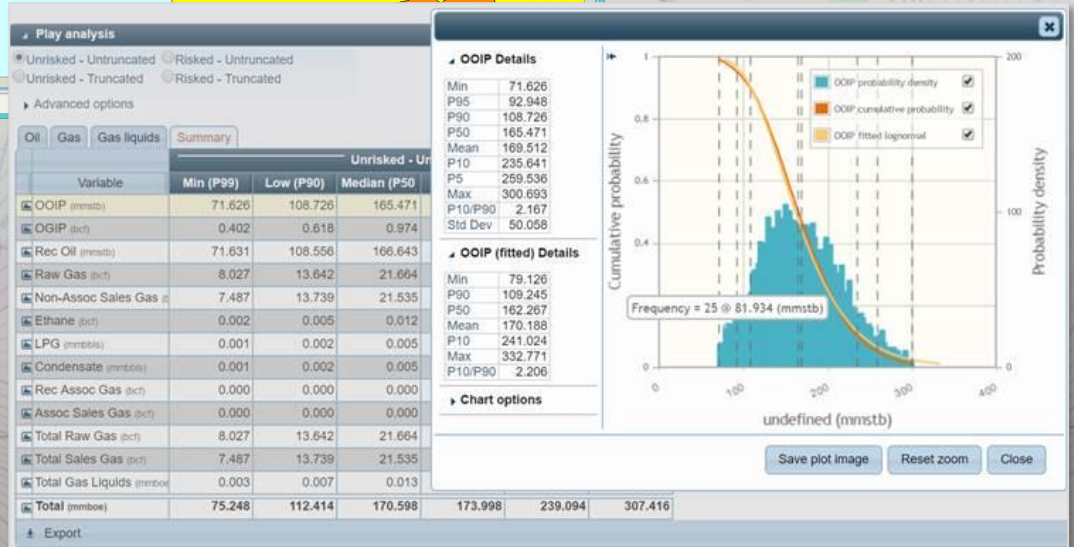 Play analysis
Unrisked - Untruncated Risked - Untruncated
Unrisked - Truncated Risked - Truncated
Advanced options
Oil Gas Gas liquids Summary
Unrisked - Un
Variable Min (P99) Low (P90) Median (P50
OOIP (mmstb) 71.626 108.726 165.471
OGIP (bcf) 0.402 0.618 0.974
Rec Oil (mmstb) 71.631 108.556 166.643
Raw Gas (bcf) 8.027 13.642 21.664
Non-Assoc Sales Gas 7.487 13.739 21.535
Ethane (bcf) 0.002 0.005 0.012
LPG (mmbbls) 0.001 0.002 0.005
Condensate (mmbbls) 0.001 0.002 0.005
Rec Assoc Gas (bcf) 0.000 0.000 0.000
Assoc Sales Gas (bcf) 0.000 0.000 0.000
Total Raw Gas (bcf) 8.027 13.642 21.664
Total Sales Gas (bcf) 7.487 13.739 21.535
Total Gas Liquids (mmboe 0.003 0.007 0.013
Total (mmboe) 75.248 112.414 170.598 173.998 239.094 307.416
Export
OOIP Details
Min 71.626
P95 92.948
P90 108.726
P50 165.471
Mean 169.512
P10 235.641
P5 259.536
Max 300.693
P10/P90 2.167
Std Dev 50.058
OOIP (fitted) Details
Min 79.126
P90 109.245
P50 162.267
Mean 170.188
P10 241.024
Max 332.771
P10/P90 2.206
Chart options
Cumulative probability
1
0.8
0.6
0.4
0
OOIP probability density
OOIP cumulative probability
OOIP fitted lognormal
Frequency = 25 @ 81.934 (mmstb)
200
100
0
Probability density
0 100 200 300 400
undefined (mmstb)
Save plot image Reset zoom Close